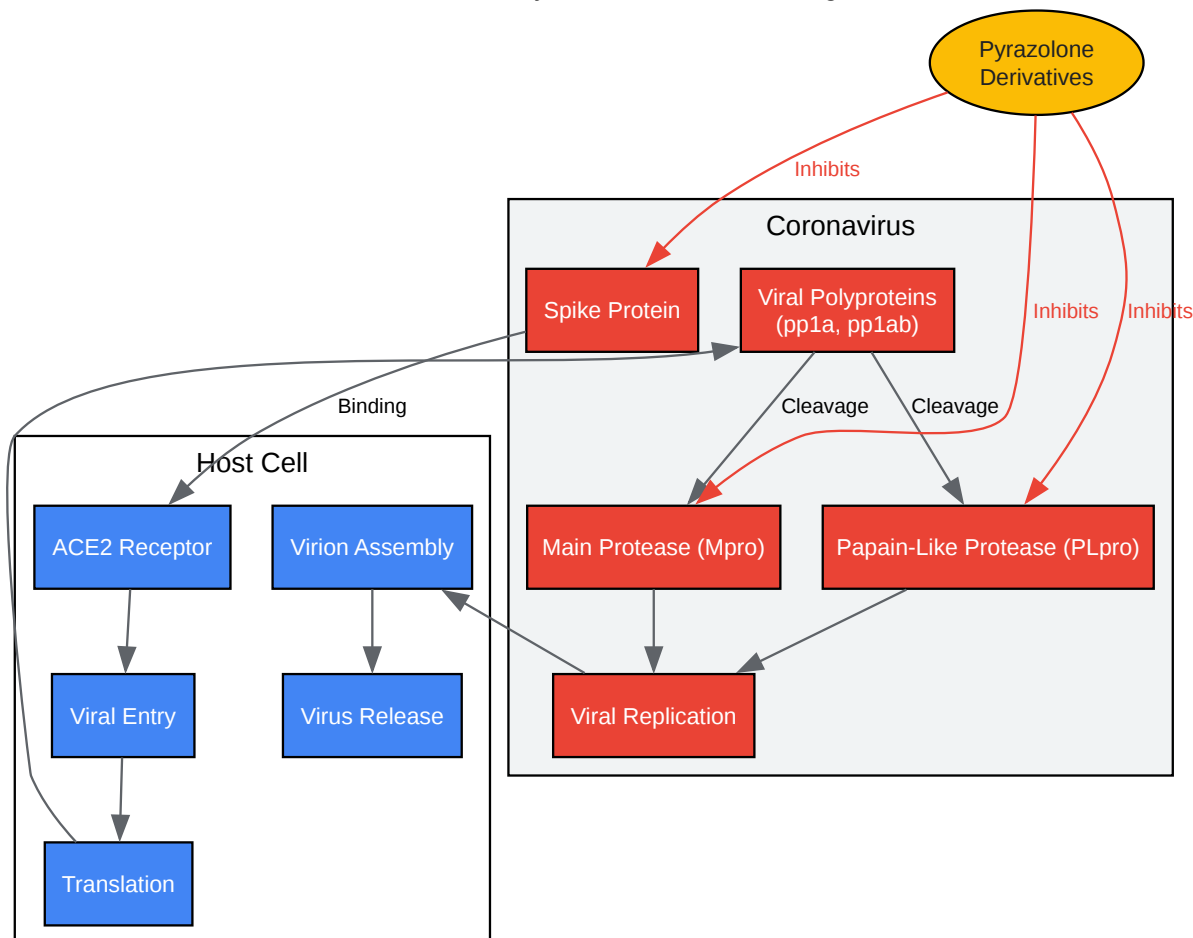 Pyrazolone
Derivatives
Inhibits
Coronavirus
Spike Protein
Viral Polyproteins
(pp1a, pp1ab)
Inhibits
Inhibits
Binding
Cleavage
Cleavage
Host Cell
ACE2 Receptor
Virion Assembly
Main Protease (Mpro)
Papain-Like Protease (PLpro)
Viral Entry
Virus Release
Viral Replication
Translation